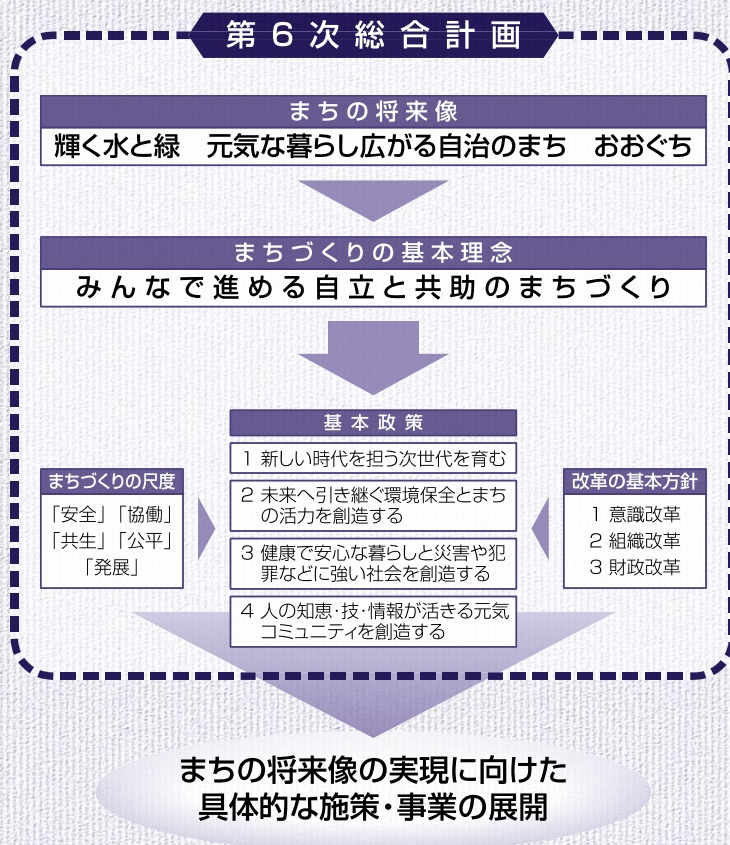 第6次総合計画
まちの将来像
輝く水と緑　元気な暮らし広がる自治のまち　おおぐち
まちづくりの基本理念
みんなで進める自立と共助のまちづくり
基本政策
1 新しい時代を担う次世代を育む
2 未来へ引き継ぐ環境保全とまち
の活力を創造する
3 健康で安心な暮らしと災害や犯
罪などに強い社会を創造する
4 人の知恵・技・情報が活きる元気
コミュニティを創造する
まちづくりの尺度
「安全」「協働」
「共生」「公平」
「発展」
改革の基本方針
1 意識改革
2 組織改革
3 財政改革
まちの将来像の実現に向けた
具体的な施策・事業の展開